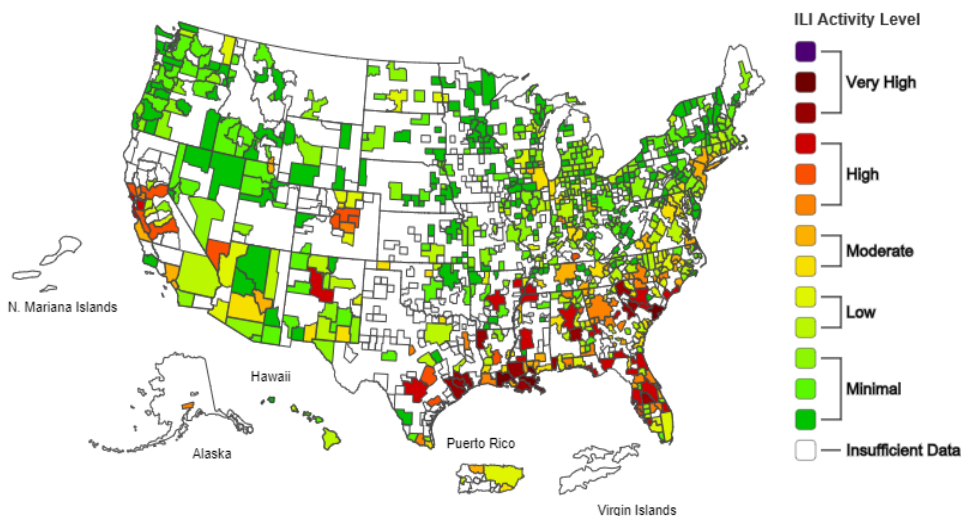 ILI Activity Level
Very High
High
Moderate
Low
Minimal
Insufficient Data
N. Mariana Islands
Hawaii
Alaska
Puerto Rico
Virgin Islands